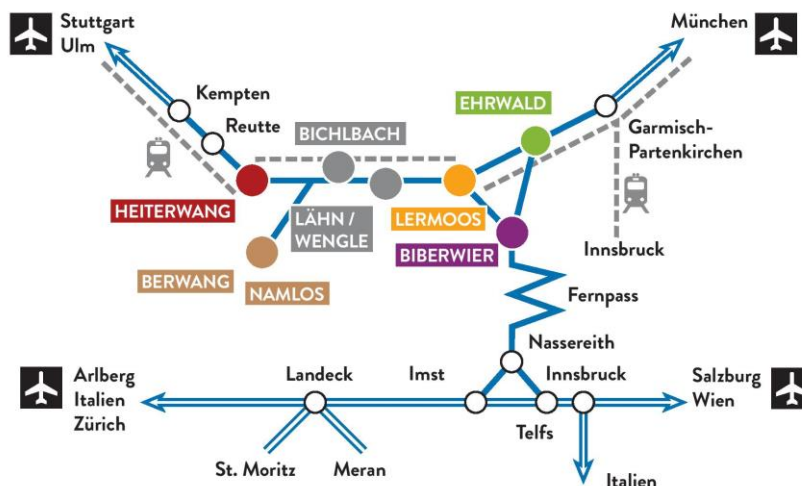 Stuttgart
Ulm
München
Kempten
EHRWALD
Reutte
BICHLBACH
Garmisch-
Partenkirchen
HEITERWANG
LÄHN /
WENGLE
LERMOOS
BIBERWIER
Innsbruck
BERWANG
NAMLOS
Fernpass
Nassereith
Arlberg
Italien
Zürich
Landeck
Imst
Innsbruck
Salzburg
Wien
Telfs
St. Moritz
Meran
Italien